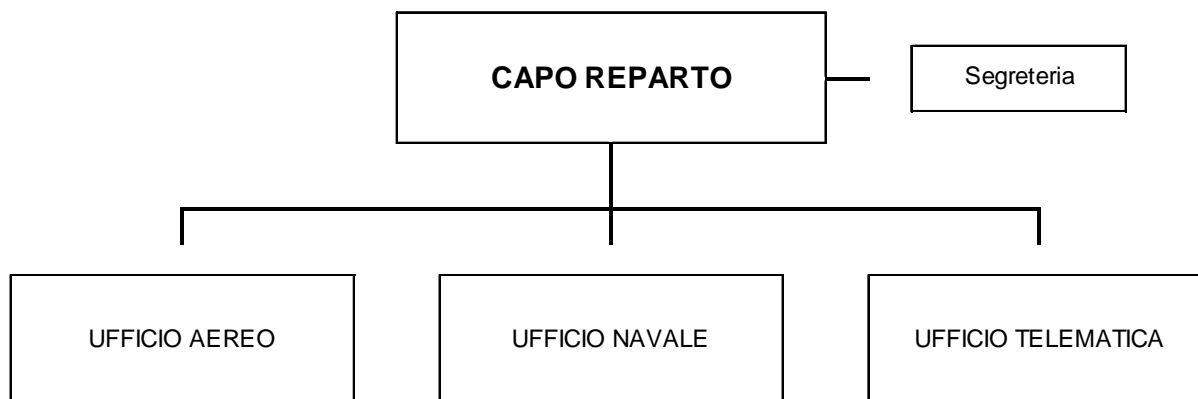 CAPO REPARTO
Segreteria
UFFICIO AEREO
UFFICIO NAVALE
UFFICIO TELEMATICA